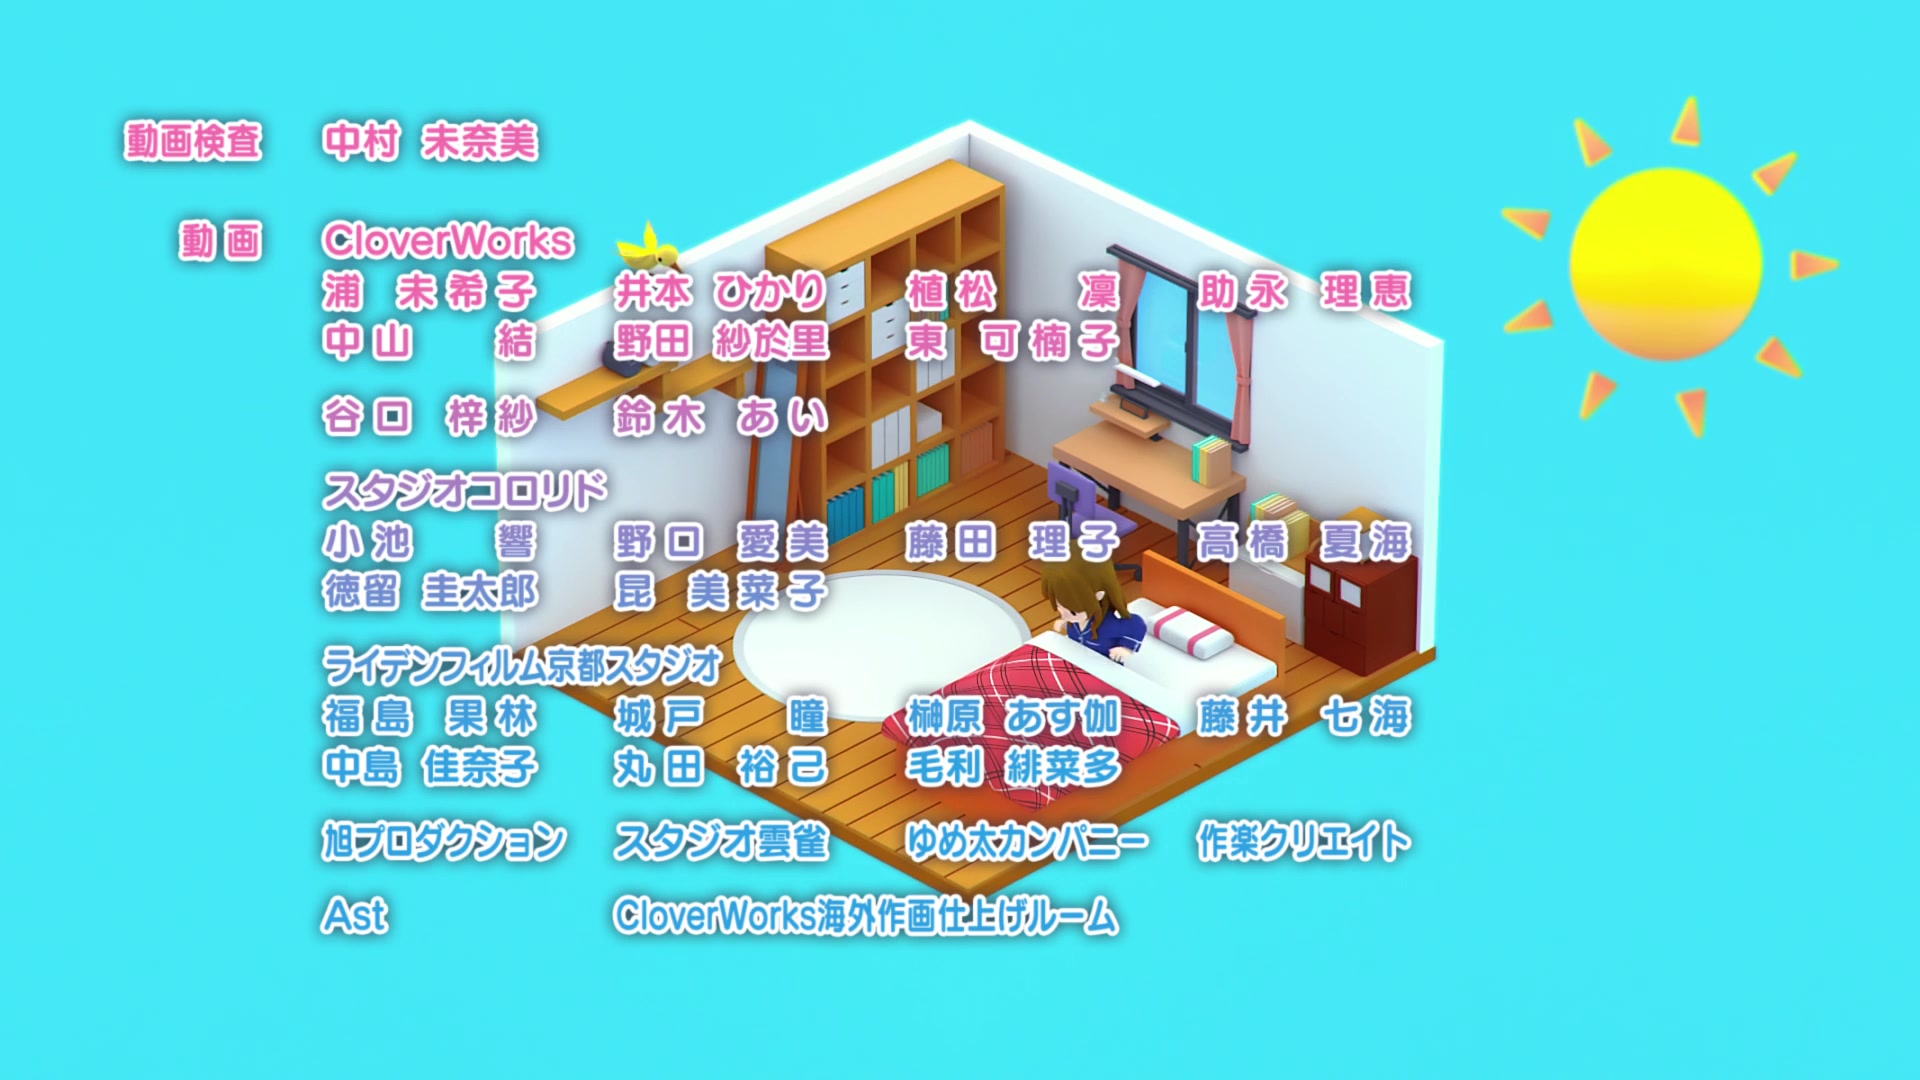 動画検査 中村 未奈美
動画 CloverWorks
浦 未希子 井本 ひかり 植松 凜 助永 理恵
中山 結 野田 紗於里 東 可楠子
谷口 梓紗 鈴木 あい
スタジオコロリド
小池 響 野口 愛美 藤田 理子 高橋 夏海
徳留 圭太郎 昆 美菜子
ライデンフィルム京都スタジオ
福島 果林 城戸 瞳 榊原 あす伽 藤井 七海
中島 佳奈子 丸田 裕己 毛利 緋菜多
旭プロダクション スタジオ雲雀 ゆめ太カンパニー 作楽クリエイト
Ast CloverWorks海外作画仕上げルーム